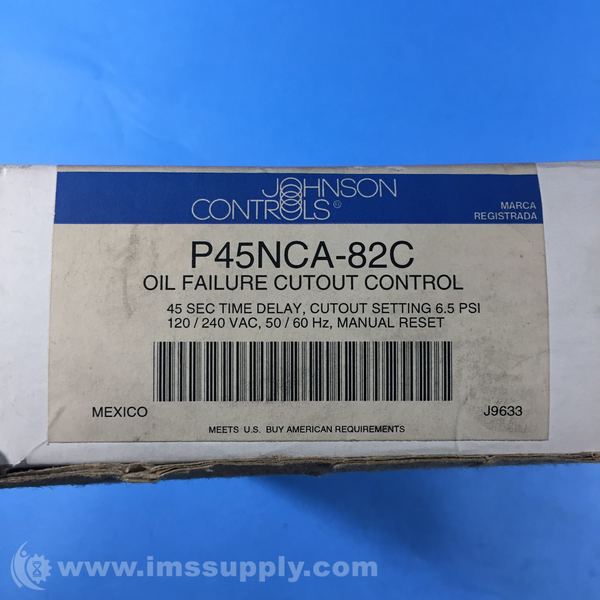 JOHNSON
CONTROLS®
MARCA
REGISTRADA
P45NCA-82C
OIL FAILURE CUTOUT CONTROL
45 SEC TIME DELAY, CUTOUT SETTING 6.5 PSI
120 / 240 VAC, 50 / 60 Hz, MANUAL RESET
MEXICO
J9633
MEETS U.S. BUY AMERICAN REQUIREMENTS
www.imssupply.com